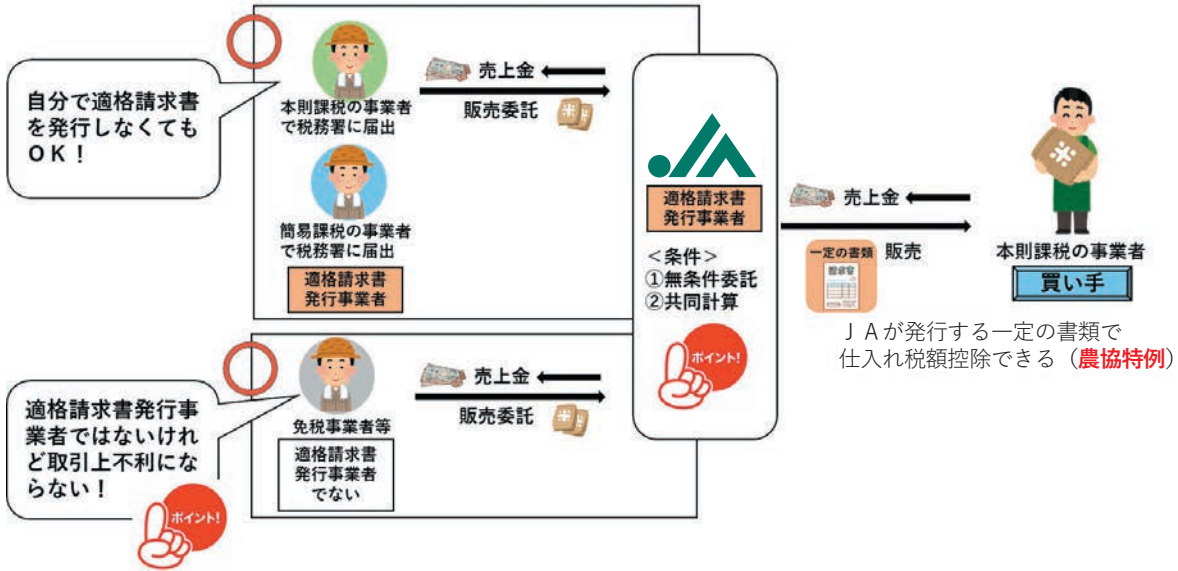 自分で適格請求書
を発行しなくても
ＯＫ！
本則課税の事業者
で税務署に届出
簡易課税の事業者
で税務署に届出
適格請求書
発行事業者
売上金
販売委託
米
適格請求書発行事
業者ではないけれ
ど取引上不利にな
らない！
ポイント!
免税事業者等
適格請求書
発行事業者
でない
売上金
販売委託
米
JA
適格請求書
発行事業者
＜条件＞
①無条件委託
②共同計算
ポイント!
売上金
一定の書類
請求書
販売
米
本則課税の事業者
買い手
ＪＡが発行する一定の書類で
仕入れ税額控除できる（農協特例）